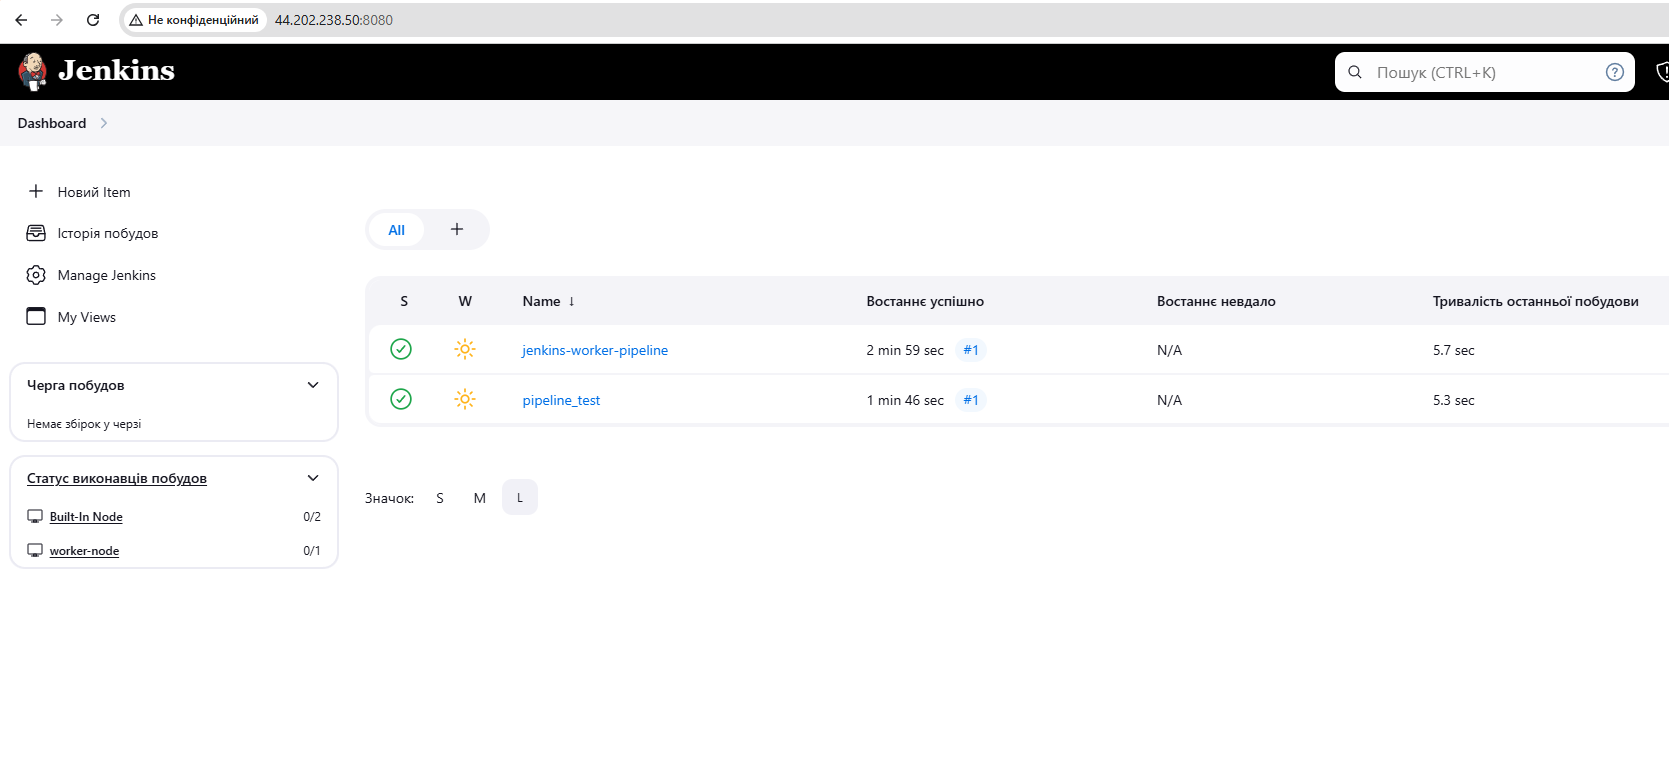 Не конфіденційний 44.202.238.50:8080
Jenkins
Пошук (CTRL+K)
Dashboard
Новий Item
Історія побудов
Manage Jenkins
My Views
Черга побудов
Немає збірок у черзі
Статус виконавців побудов
Built-In Node 0/2
worker-node 0/1
All +
S W Name ↓ Востаннє успішно Востаннє невдало Тривалість останньої побудови
jenkins-worker-pipeline 2 min 59 sec #1 N/A 5.7 sec
pipeline_test 1 min 46 sec #1 N/A 5.3 sec
Значок: S M L